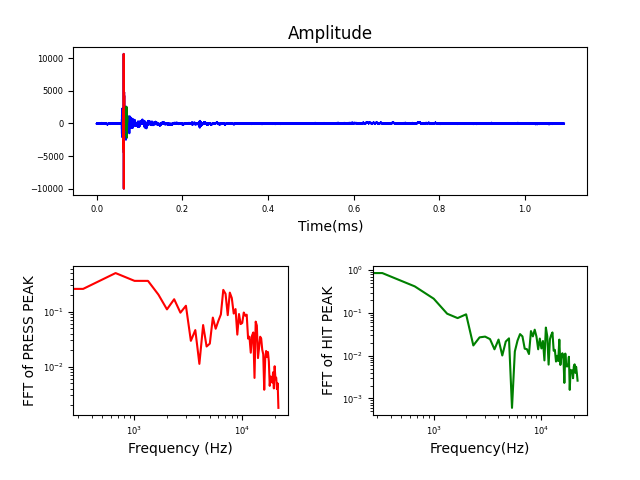 Amplitude
10000
5000
0
−5000
−10000
0.0 0.2 0.4 0.6 0.8 1.0
Time(ms)
FFT of PRESS PEAK
10⁻¹
10⁻²
10³ 10⁴
Frequency (Hz)
FFT of HIT PEAK
10⁰
10⁻¹
10⁻²
10⁻³
10³ 10⁴
Frequency(Hz)